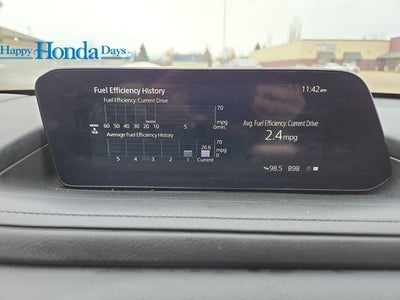 Happy Honda Days
Fuel Efficiency History
11:42am
Fuel Efficiency: Current Drive
70
mpg
60 50 40 30 20 10 5 0min.
MENU
Average Fuel Efficiency History
70
mpg
0
26.6
5 4 3 2 1 Current
Avg. Fuel Efficiency: Current Drive
2.4mpg
98.5 898